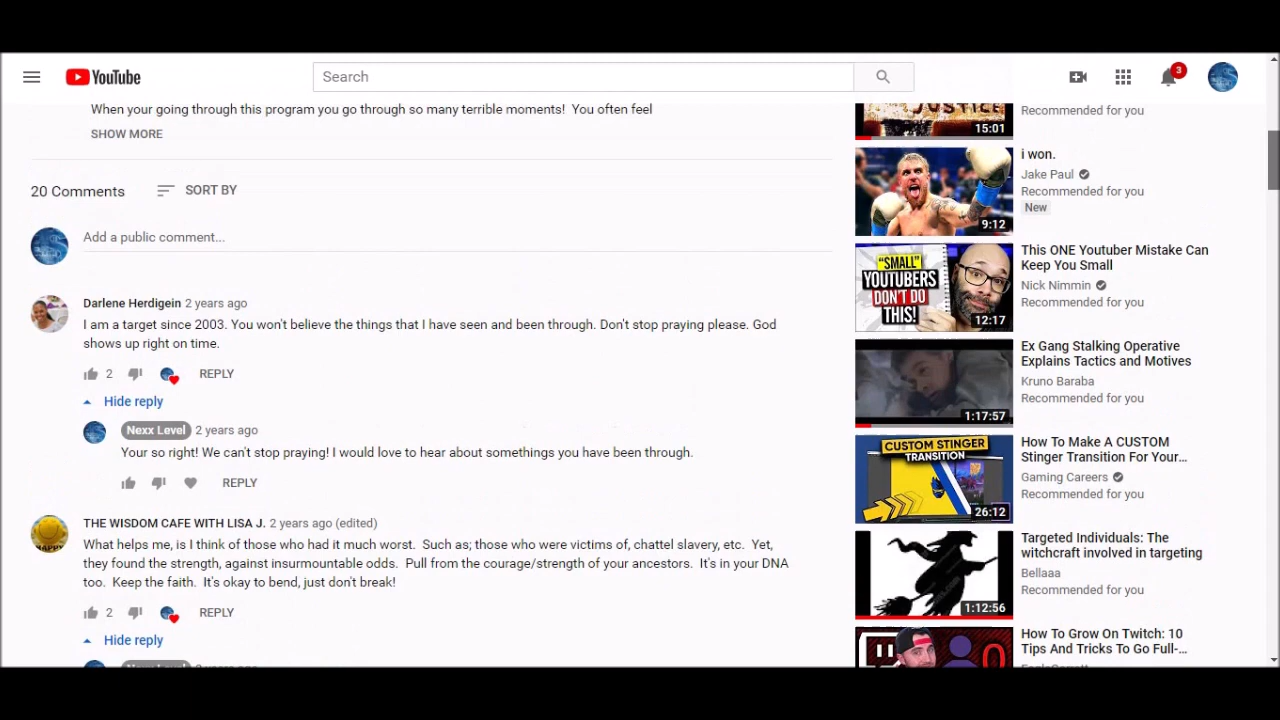 YouTube
Search
3
When your going through this program you go through so many terrible moments!  You often feel
SHOW MORE
20 Comments
SORT BY
Add a public comment...
Darlene Herdigein 2 years ago
I am a target since 2003. You won't believe the things that I have seen and been through. Don't stop praying please. God
shows up right on time.
2
REPLY
Hide reply
Nexx Level 2 years ago
Your so right! We can't stop praying! I would love to hear about somethings you have been through.
REPLY
THE WISDOM CAFE WITH LISA J. 2 years ago (edited)
What helps me, is I think of those who had it much worst.  Such as; those who were victims of, chattel slavery, etc.  Yet,
they found the strength, against insurmountable odds.  Pull from the courage/strength of your ancestors.  It's in your DNA
too.  Keep the faith.  It's okay to bend, just don't break!
2
REPLY
Hide reply
JUSTICE
15:01
Recommended for you
9:12
i won.
Jake Paul
Recommended for you
New
"SMALL"
YOUTUBERS
DON'T DO
THIS!
12:17
This ONE Youtuber Mistake Can
Keep You Small
Nick Nimmin
Recommended for you
1:17:57
Ex Gang Stalking Operative
Explains Tactics and Motives
Kruno Baraba
Recommended for you
CUSTOM STINGER
TRANSITION
26:12
How To Make A CUSTOM
Stinger Transition For Your...
Gaming Careers
Recommended for you
1:12:56
Targeted Individuals: The
witchcraft involved in targeting
Bellaaa
Recommended for you
0
How To Grow On Twitch: 10
Tips And Tricks To Go Full-...